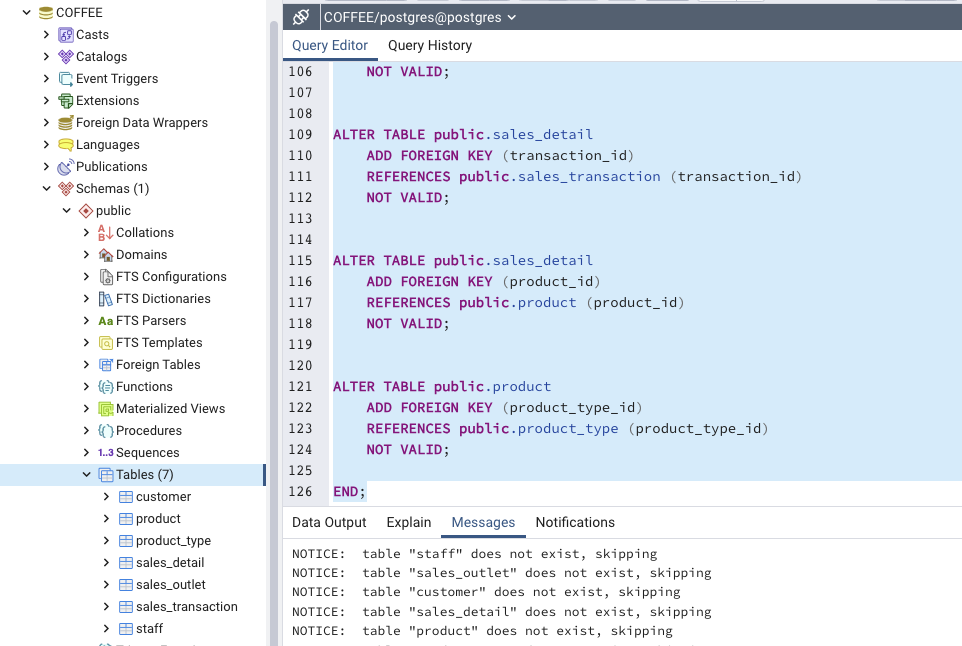 COFFEE
Casts
Catalogs
Event Triggers
Extensions
Foreign Data Wrappers
Languages
Publications
Schemas (1)
public
Collations
Domains
FTS Configurations
FTS Dictionaries
Aa FTS Parsers
FTS Templates
Foreign Tables
Functions
Materialized Views
Procedures
1..3 Sequences
Tables (7)
customer
product
product_type
sales_detail
sales_outlet
sales_transaction
staff
COFFEE/postgres@postgres
Query Editor Query History
106 NOT VALID;
107
108
109 ALTER TABLE public.sales_detail
110 ADD FOREIGN KEY (transaction_id)
111 REFERENCES public.sales_transaction (transaction_id)
112 NOT VALID;
113
114
115 ALTER TABLE public.sales_detail
116 ADD FOREIGN KEY (product_id)
117 REFERENCES public.product (product_id)
118 NOT VALID;
119
120
121 ALTER TABLE public.product
122 ADD FOREIGN KEY (product_type_id)
123 REFERENCES public.product_type (product_type_id)
124 NOT VALID;
125
126 END;
Data Output Explain Messages Notifications
NOTICE: table "staff" does not exist, skipping
NOTICE: table "sales_outlet" does not exist, skipping
NOTICE: table "customer" does not exist, skipping
NOTICE: table "sales_detail" does not exist, skipping
NOTICE: table "product" does not exist, skipping